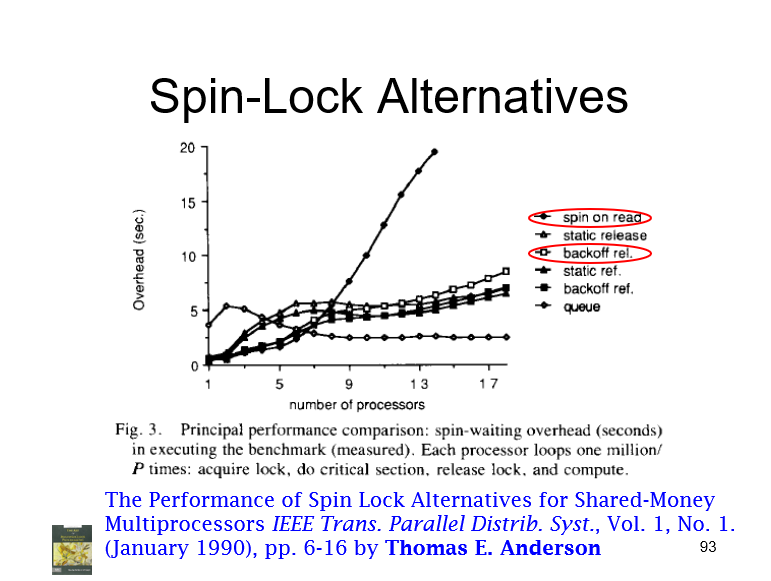 Spin-Lock Alternatives
20
15
10
5
0
Overhead (sec.)
1 5 9 13 17
number of processors
spin on read
static release
backoff rel.
static ref.
backoff ref.
queue
Fig. 3. Principal performance comparison: spin-waiting overhead (seconds)
in executing the benchmark (measured). Each processor loops one million/
P times: acquire lock, do critical section, release lock, and compute.
The Performance of Spin Lock Alternatives for Shared-Money
Multiprocessors IEEE Trans. Parallel Distrib. Syst., Vol. 1, No. 1.
(January 1990), pp. 6-16 by Thomas E. Anderson
93